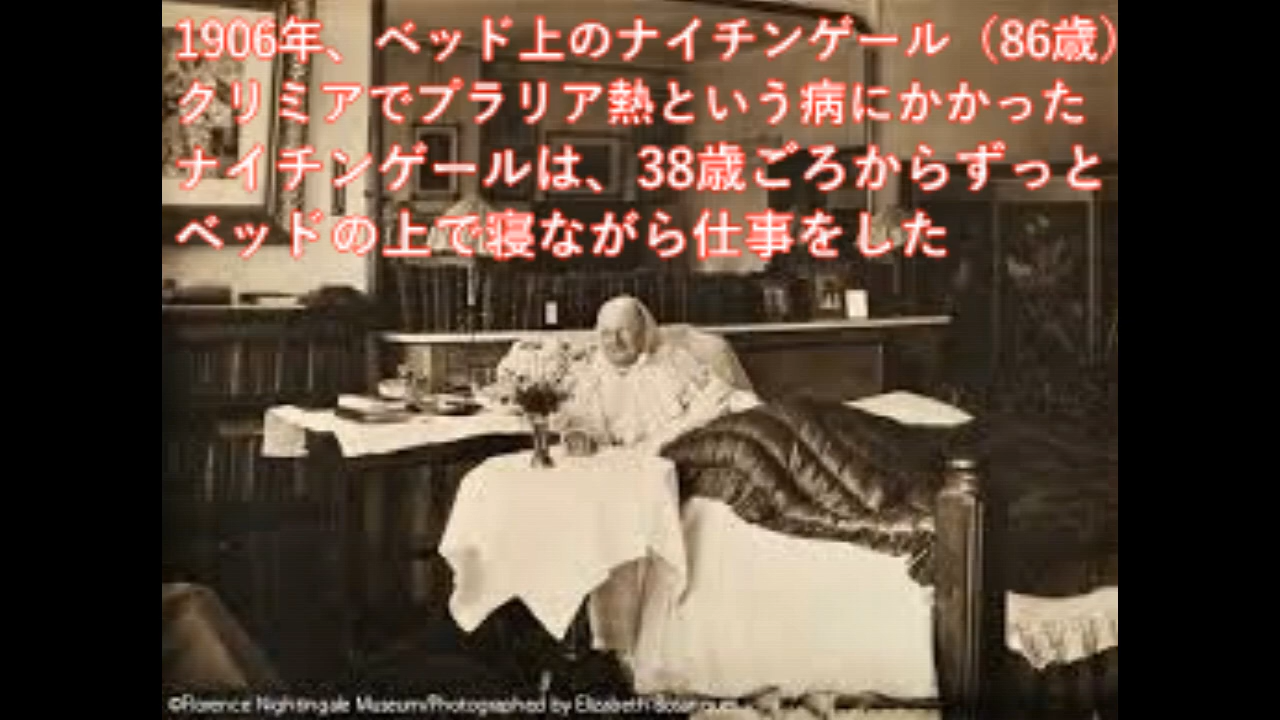 1906年、ベッド上のナイチンゲール（86歳）
クリミアでプラリア熱という病にかかった
ナイチンゲールは、38歳ごろからずっと
ベッドの上で寝ながら仕事をした
©Florence Nightingale Museum/Photographed by Elizabeth Bosanquet